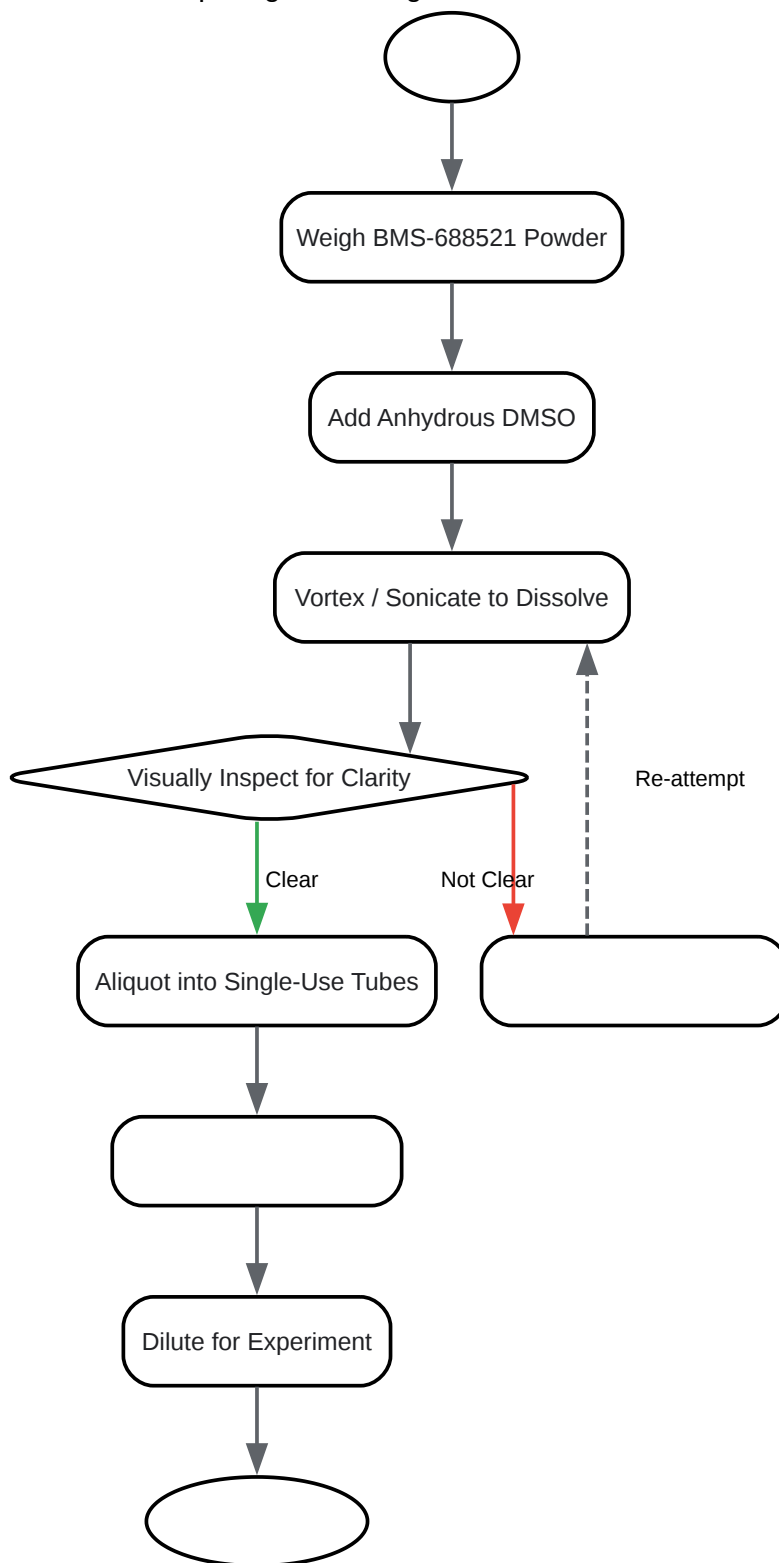 Weigh BMS-688521 Powder
Add Anhydrous DMSO
Vortex / Sonicate to Dissolve
Visually Inspect for Clarity
Re-attempt
Clear
Not Clear
Aliquot into Single-Use Tubes
Dilute for Experiment